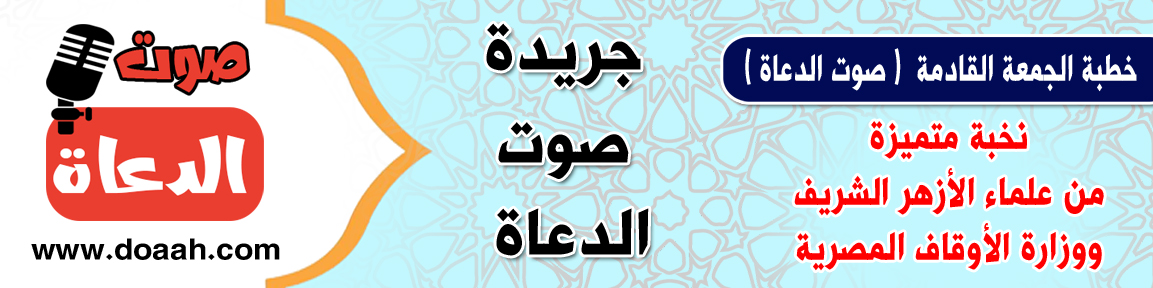 خطبة الجمعة القادمة ( صوت الدعاة )
نخبة متميزة
من علماء الأزهر الشريف
ووزارة الأوقاف المصرية
جريدة
صوت
الدعاة
صوت
الدعاة
www.doaah.com